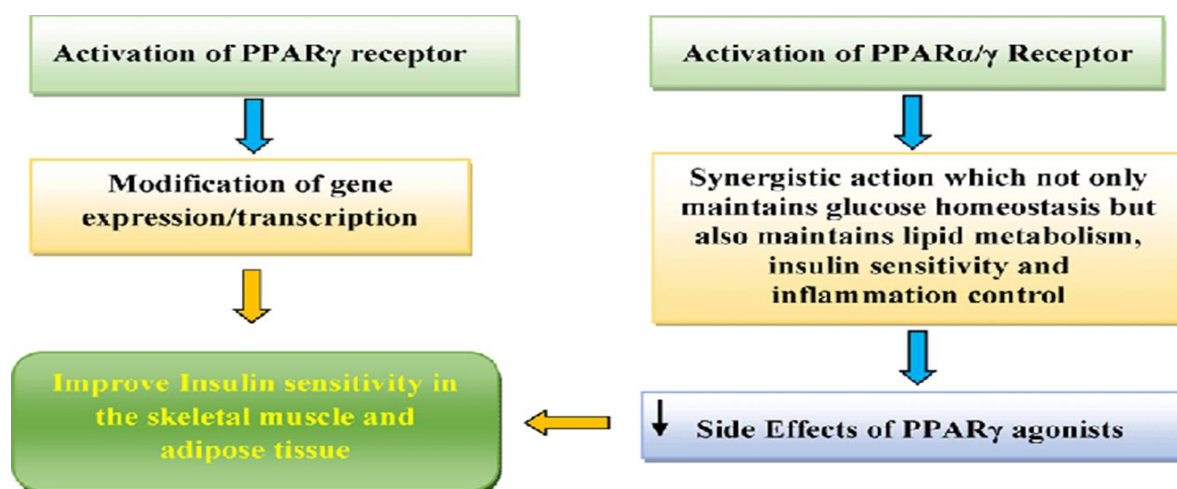 Activation of PPARγ receptor
Modification of gene
expression/transcription
Improve Insulin sensitivity in
the skeletal muscle and
adipose tissue
Activation of PPARα/γ Receptor
Synergistic action which not only
maintains glucose homeostasis but
also maintains lipid metabolism,
insulin sensitivity and
inflammation control
Side Effects of PPARγ agonists